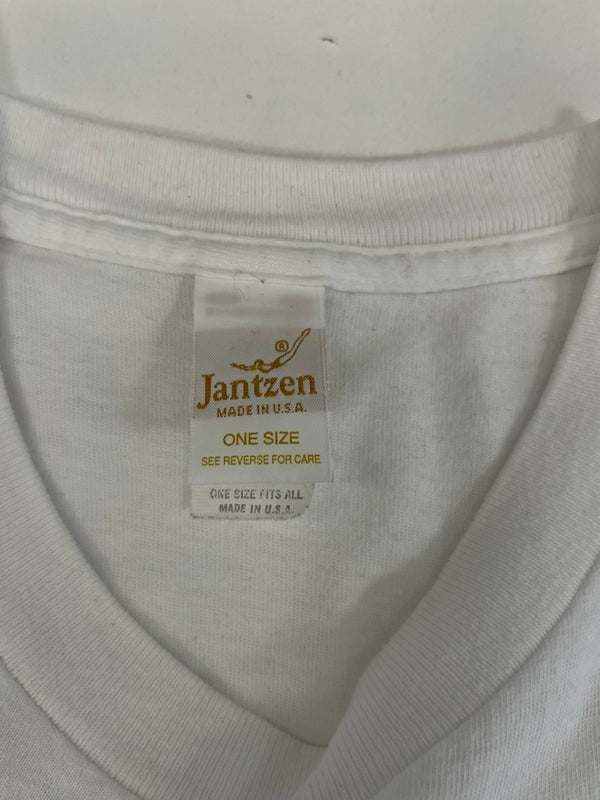 ®
Jantzen
MADE IN U.S.A.
ONE SIZE
SEE REVERSE FOR CARE
ONE SIZE FITS ALL
MADE IN U.S.A.